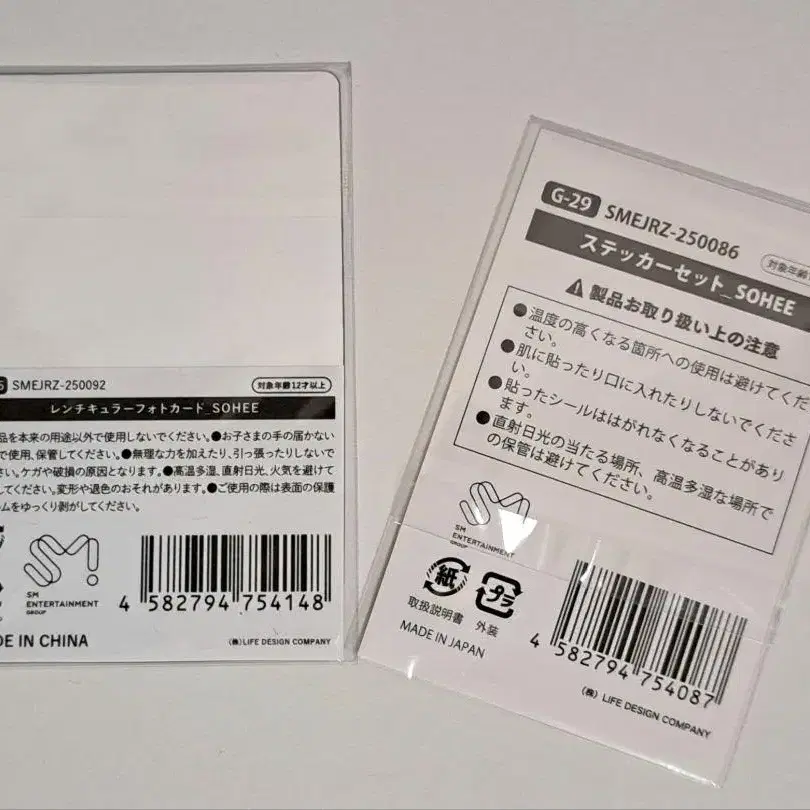 SMEJRZ-250092
対象年齢12才以上
レンチキュラーフォトカード_SOHEE
品を本来の用途以外で使用しないでください。●お子さまの手の届かない
で使用、保管してください。●無理な力を加えたり、引っ張ったりしないで
さい。ケガや破損の原因となります。●高温多湿、直射日光、火気を避けて
してください。変形や退色のおそれがあります。●ご使用の際は表面の保護
ムをゆっくり剥がしてください。
SM
ENTERTAINMENT
GROUP
4 582794 754148
DE IN CHINA
(株)LIFE DESIGN COMPANY
G-29 SMEJRZ-250086
対象年齢
ステッカーセット_SOHEE
製品お取り扱い上の注意
●温度の高くなる箇所への使用は避けてくだ
さい。
●肌に貼ったり口に入れたりしないでくださ
い。
●貼ったシールははがれなくなることがあり
ます。
●直射日光の当たる場所、高温多湿な場所で
の保管は避けてください。
SM
ENTERTAINMENT
GROUP
紙
プラ
取扱説明書 外装
MADE IN JAPAN
4 582794 754087
(株) LIFE DESIGN COMPANY